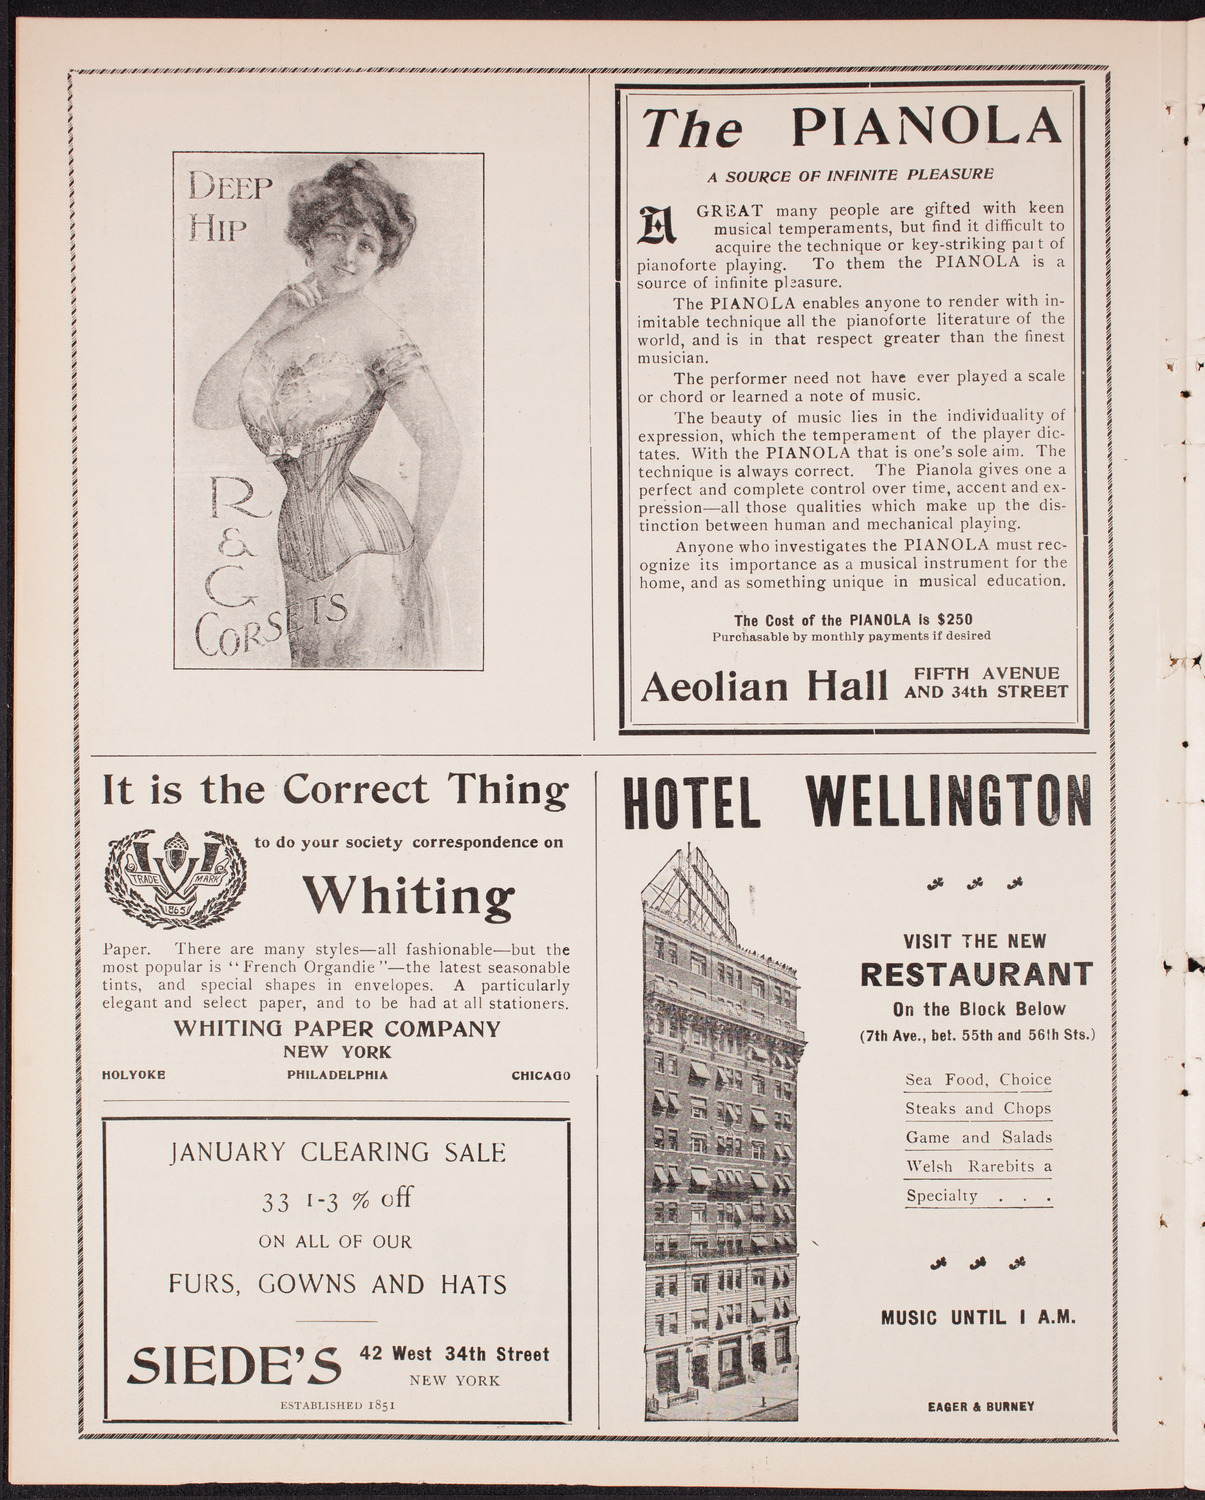 DEEP
HIP
R
&
G
CORSETS
The PIANOLA
A SOURCE OF INFINITE PLEASURE
A GREAT many people are gifted with keen
musical temperaments, but find it difficult to
acquire the technique or key-striking part of
pianoforte playing. To them the PIANOLA is a
source of infinite pleasure.
The PIANOLA enables anyone to render with in-
imitable technique all the pianoforte literature of the
world, and is in that respect greater than the finest
musician.
The performer need not have ever played a scale
or chord or learned a note of music.
The beauty of music lies in the individuality of
expression, which the temperament of the player dic-
tates. With the PIANOLA that is one's sole aim. The
technique is always correct. The Pianola gives one a
perfect and complete control over time, accent and ex-
pression—all those qualities which make up the dis-
tinction between human and mechanical playing.
Anyone who investigates the PIANOLA must rec-
ognize its importance as a musical instrument for the
home, and as something unique in musical education.
The Cost of the PIANOLA is $250
Purchasable by monthly payments if desired
Aeolian Hall FIFTH AVENUE
AND 34th STREET
It is the Correct Thing
TRADE MARK
1865
to do your society correspondence on
Whiting
Paper. There are many styles—all fashionable—but the
most popular is "French Organdie"—the latest seasonable
tints, and special shapes in envelopes. A particularly
elegant and select paper, and to be had at all stationers.
WHITING PAPER COMPANY
NEW YORK
HOLYOKE PHILADELPHIA CHICAGO
JANUARY CLEARING SALE
33 1-3 % off
ON ALL OF OUR
FURS, GOWNS AND HATS
SIEDE'S 42 West 34th Street
NEW YORK
ESTABLISHED 1851
HOTEL WELLINGTON
VISIT THE NEW
RESTAURANT
On the Block Below
(7th Ave., bet. 55th and 56th Sts.)
Sea Food, Choice
Steaks and Chops
Game and Salads
Welsh Rarebits a
Specialty . . .
MUSIC UNTIL 1 A.M.
EAGER & BURNEY